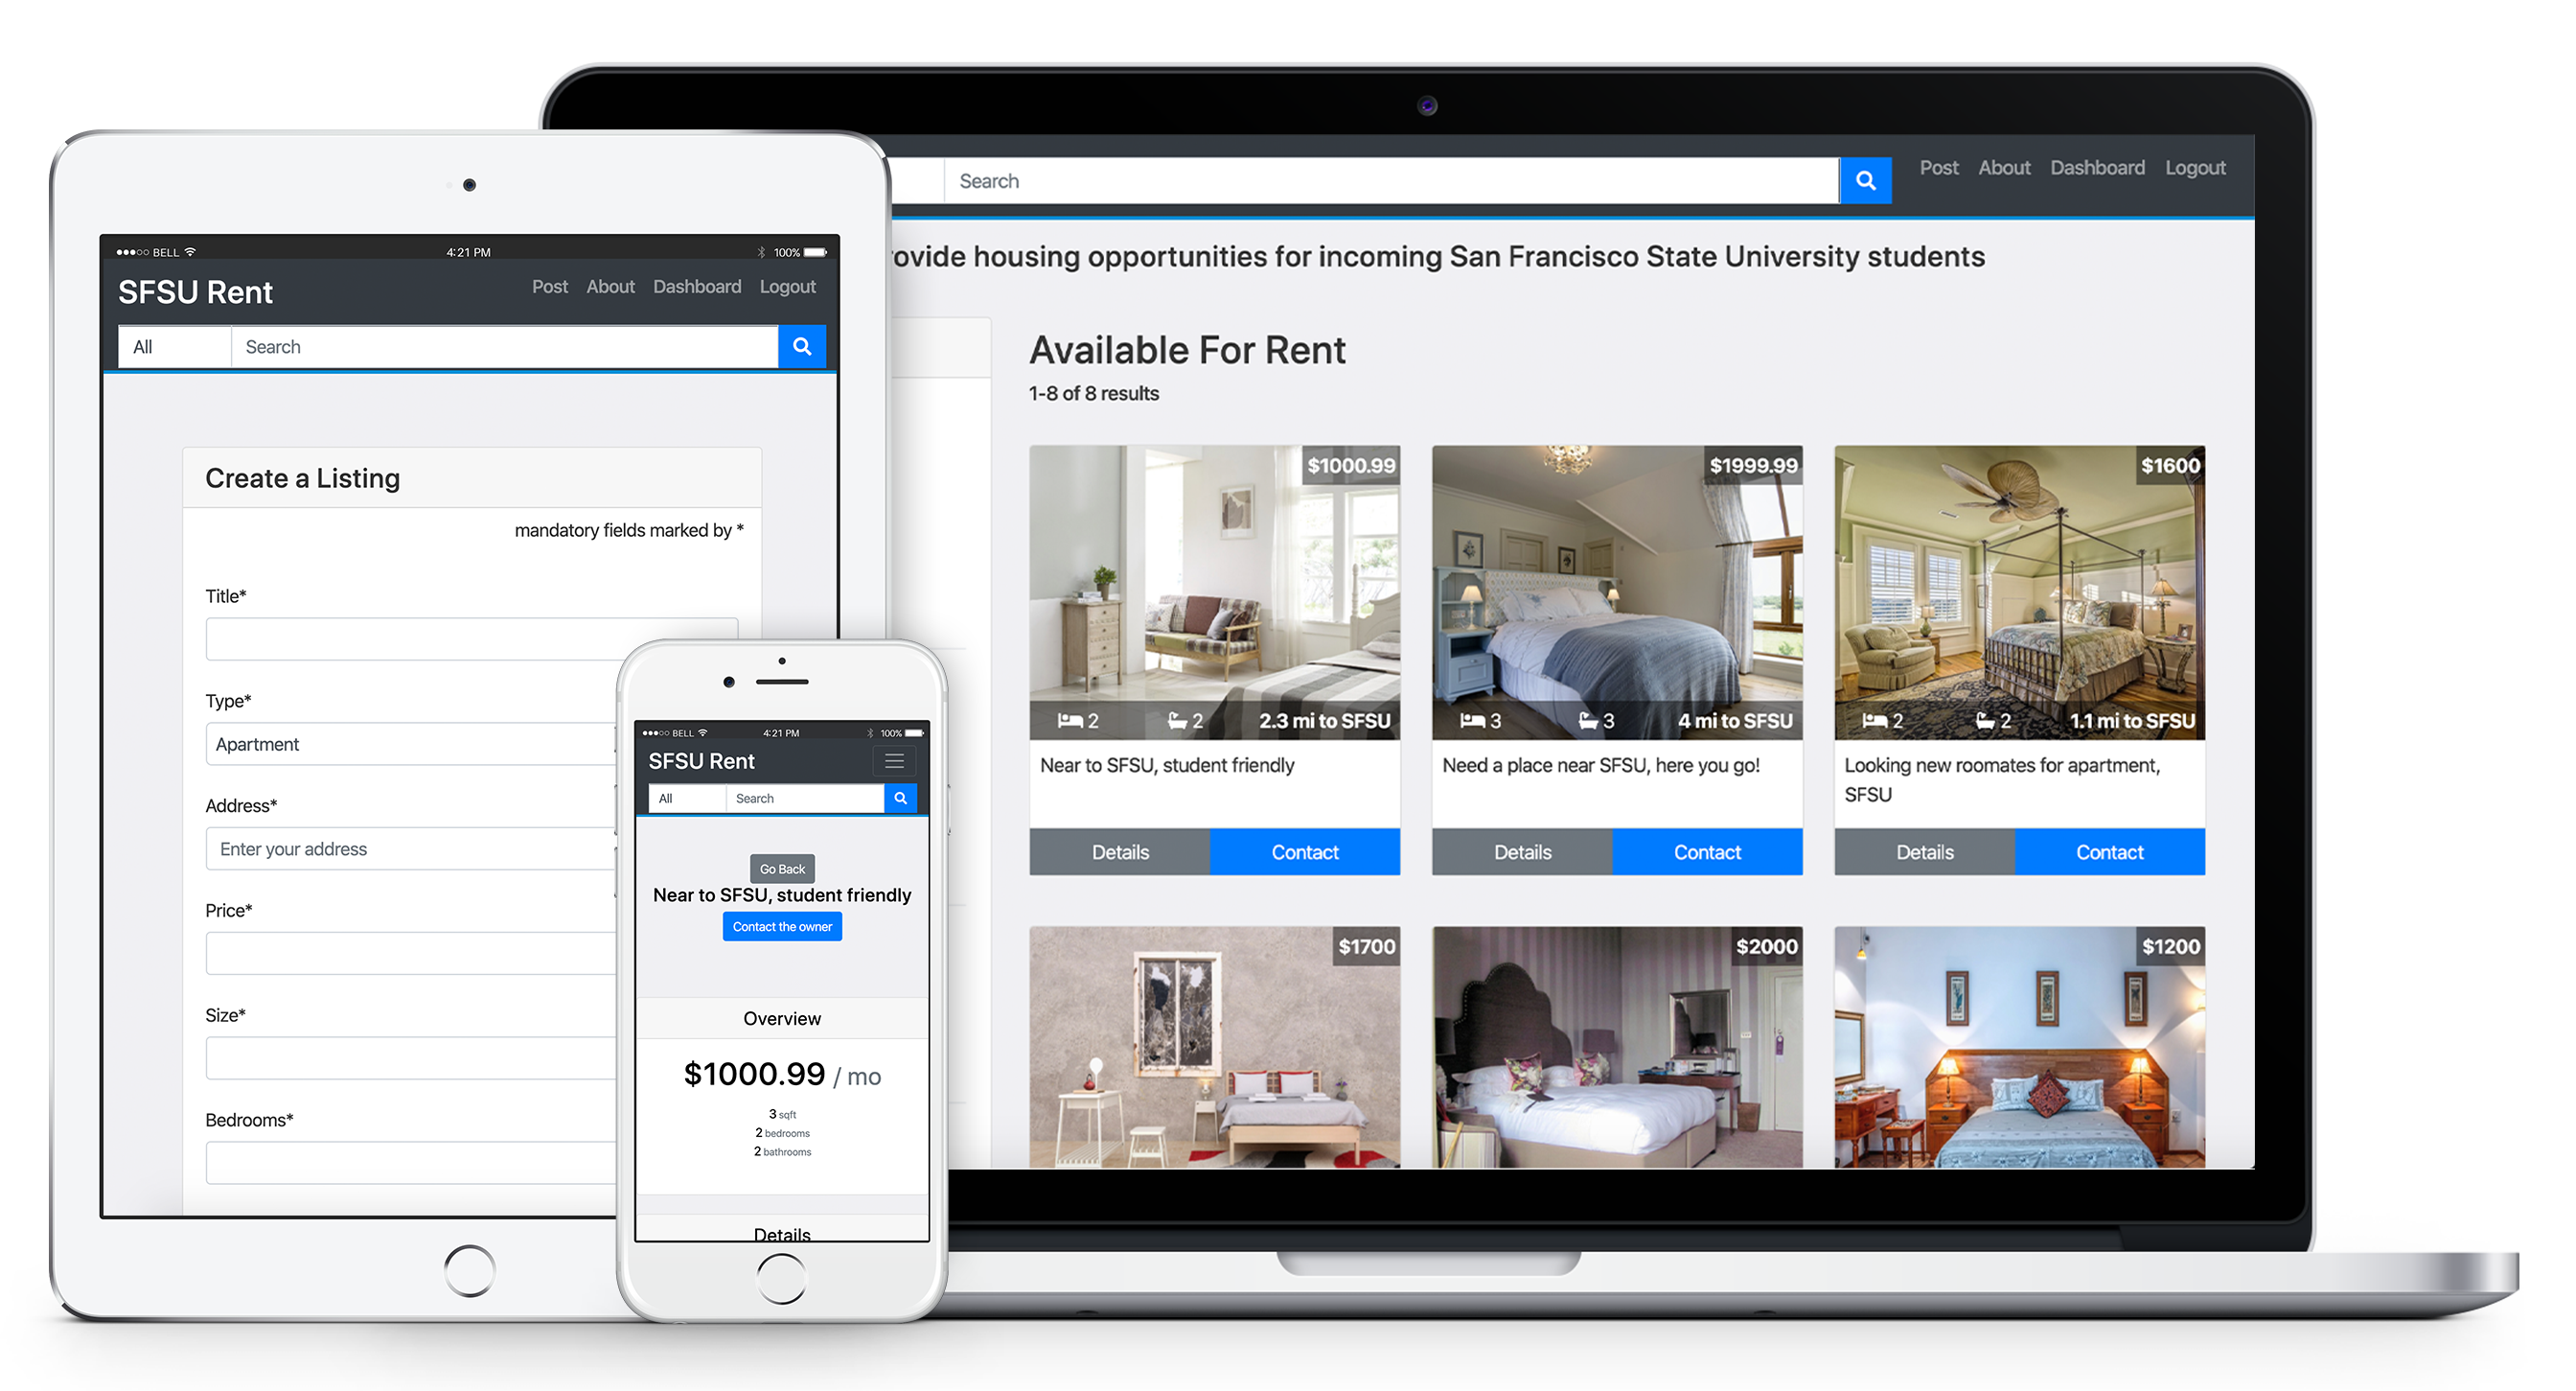 BELL 4:21 PM 100%
SFSU Rent Post About Dashboard Logout
All Search
Create a Listing
mandatory fields marked by *
Title*
Type*
Apartment
Address*
Enter your address
Price*
Size*
Bedrooms*
BELL 4:21 PM 100%
SFSU Rent
All Search
Go Back
Near to SFSU, student friendly
Contact the owner
Overview
$1000.99 / mo
3 sqft
2 bedrooms
2 bathrooms
Details
Search Post About Dashboard Logout
housing opportunities for incoming San Francisco State University students
Available For Rent
1-8 of 8 results
$1000.99
2 2 2.3 mi to SFSU
Near to SFSU, student friendly
Details Contact
$1999.99
3 3 4 mi to SFSU
Need a place near SFSU, here you go!
Details Contact
$1600
2 2 1.1 mi to SFSU
Looking new roomates for apartment,
SFSU
Details Contact
$1700
$2000
$1200